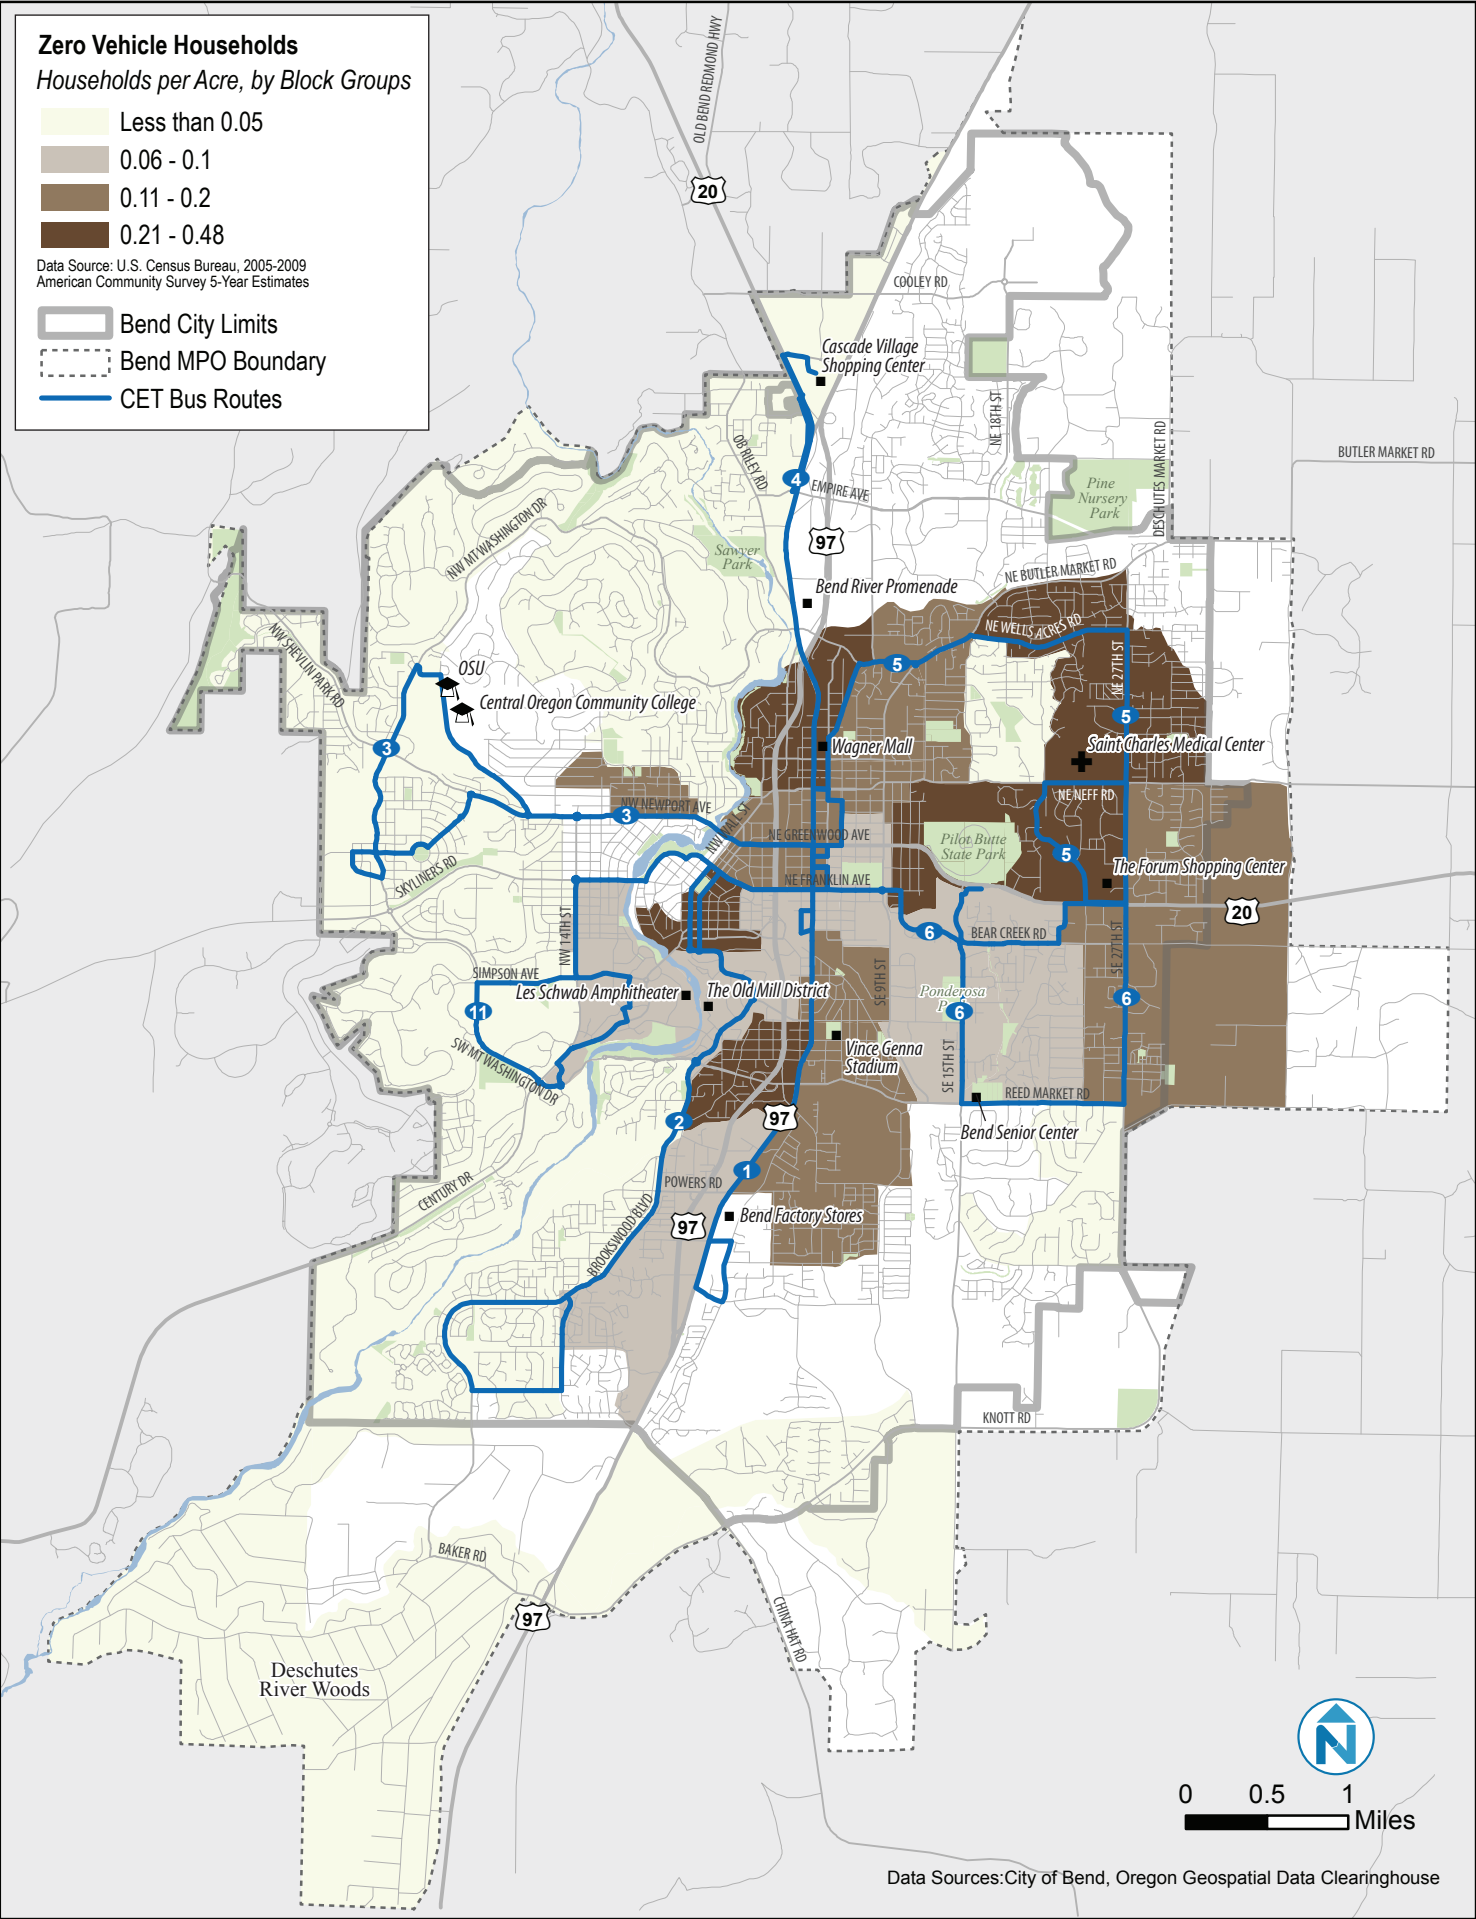 Zero Vehicle Households
Households per Acre, by Block Groups
Less than 0.05
0.06 - 0.1
0.11 - 0.2
0.21 - 0.48
Data Source: U.S. Census Bureau, 2005-2009
American Community Survey 5-Year Estimates
Bend City Limits
Bend MPO Boundary
CET Bus Routes
OLD BEND REDMOND HWY
20
COOLEY RD
Cascade Village
Shopping Center
NE 18TH ST
DESCHUTES MARKET RD
BUTLER MARKET RD
OB RILEY RD
4
EMPIRE AVE
Pine
Nursery
Park
NW MT WASHINGTON DR
97
Sawyer
Park
NE BUTLER MARKET RD
Bend River Promenade
NE WELLS ACRES RD
NW SHEVLIN PARK RD
OSU
5
NE 27TH ST
Central Oregon Community College
5
3
Wagner Mall
Saint Charles Medical Center
NE NEFF RD
NW NEWPORT AVE
3
NW WALL ST
NE GREENWOOD AVE
Pilot Butte
State Park
5
SKYLINERS RD
NE FRANKLIN AVE
The Forum Shopping Center
20
NW 14TH ST
6
BEAR CREEK RD
SE 27TH ST
SIMPSON AVE
Les Schwab Amphitheater
The Old Mill District
SE 9TH ST
Ponderosa
6
6
11
SW MT WASHINGTON DR
Vince Genna
Stadium
SE 15TH ST
REED MARKET RD
2
97
Bend Senior Center
1
CENTURY DR
POWERS RD
BROOKSWOOD BLVD
97
Bend Factory Stores
KNOTT RD
BAKER RD
97
CHINA HAT RD
Deschutes
River Woods
N
0 0.5 1
Miles
Data Sources:City of Bend, Oregon Geospatial Data Clearinghouse